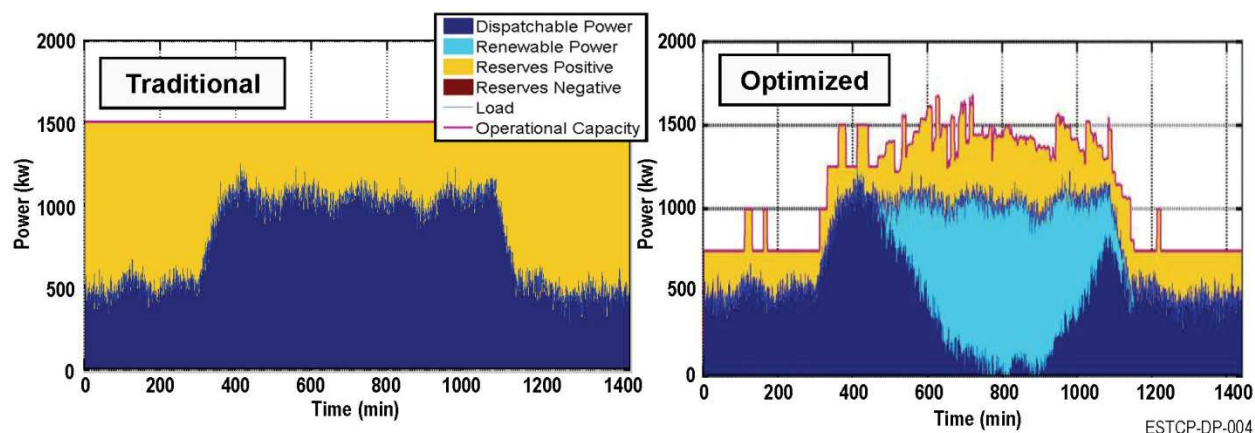 Traditional
2000
1500
1000
500
0
Power (kw)
0 200 400 600 800 1000 1200 1400
Time (min)
Dispatchable Power
Renewable Power
Reserves Positive
Reserves Negative
Load
Operational Capacity
Optimized
2000
1500
1000
500
0
Power (kw)
0 200 400 600 800 1000 1200 1400
Time (min)
ESTCP-DP-004